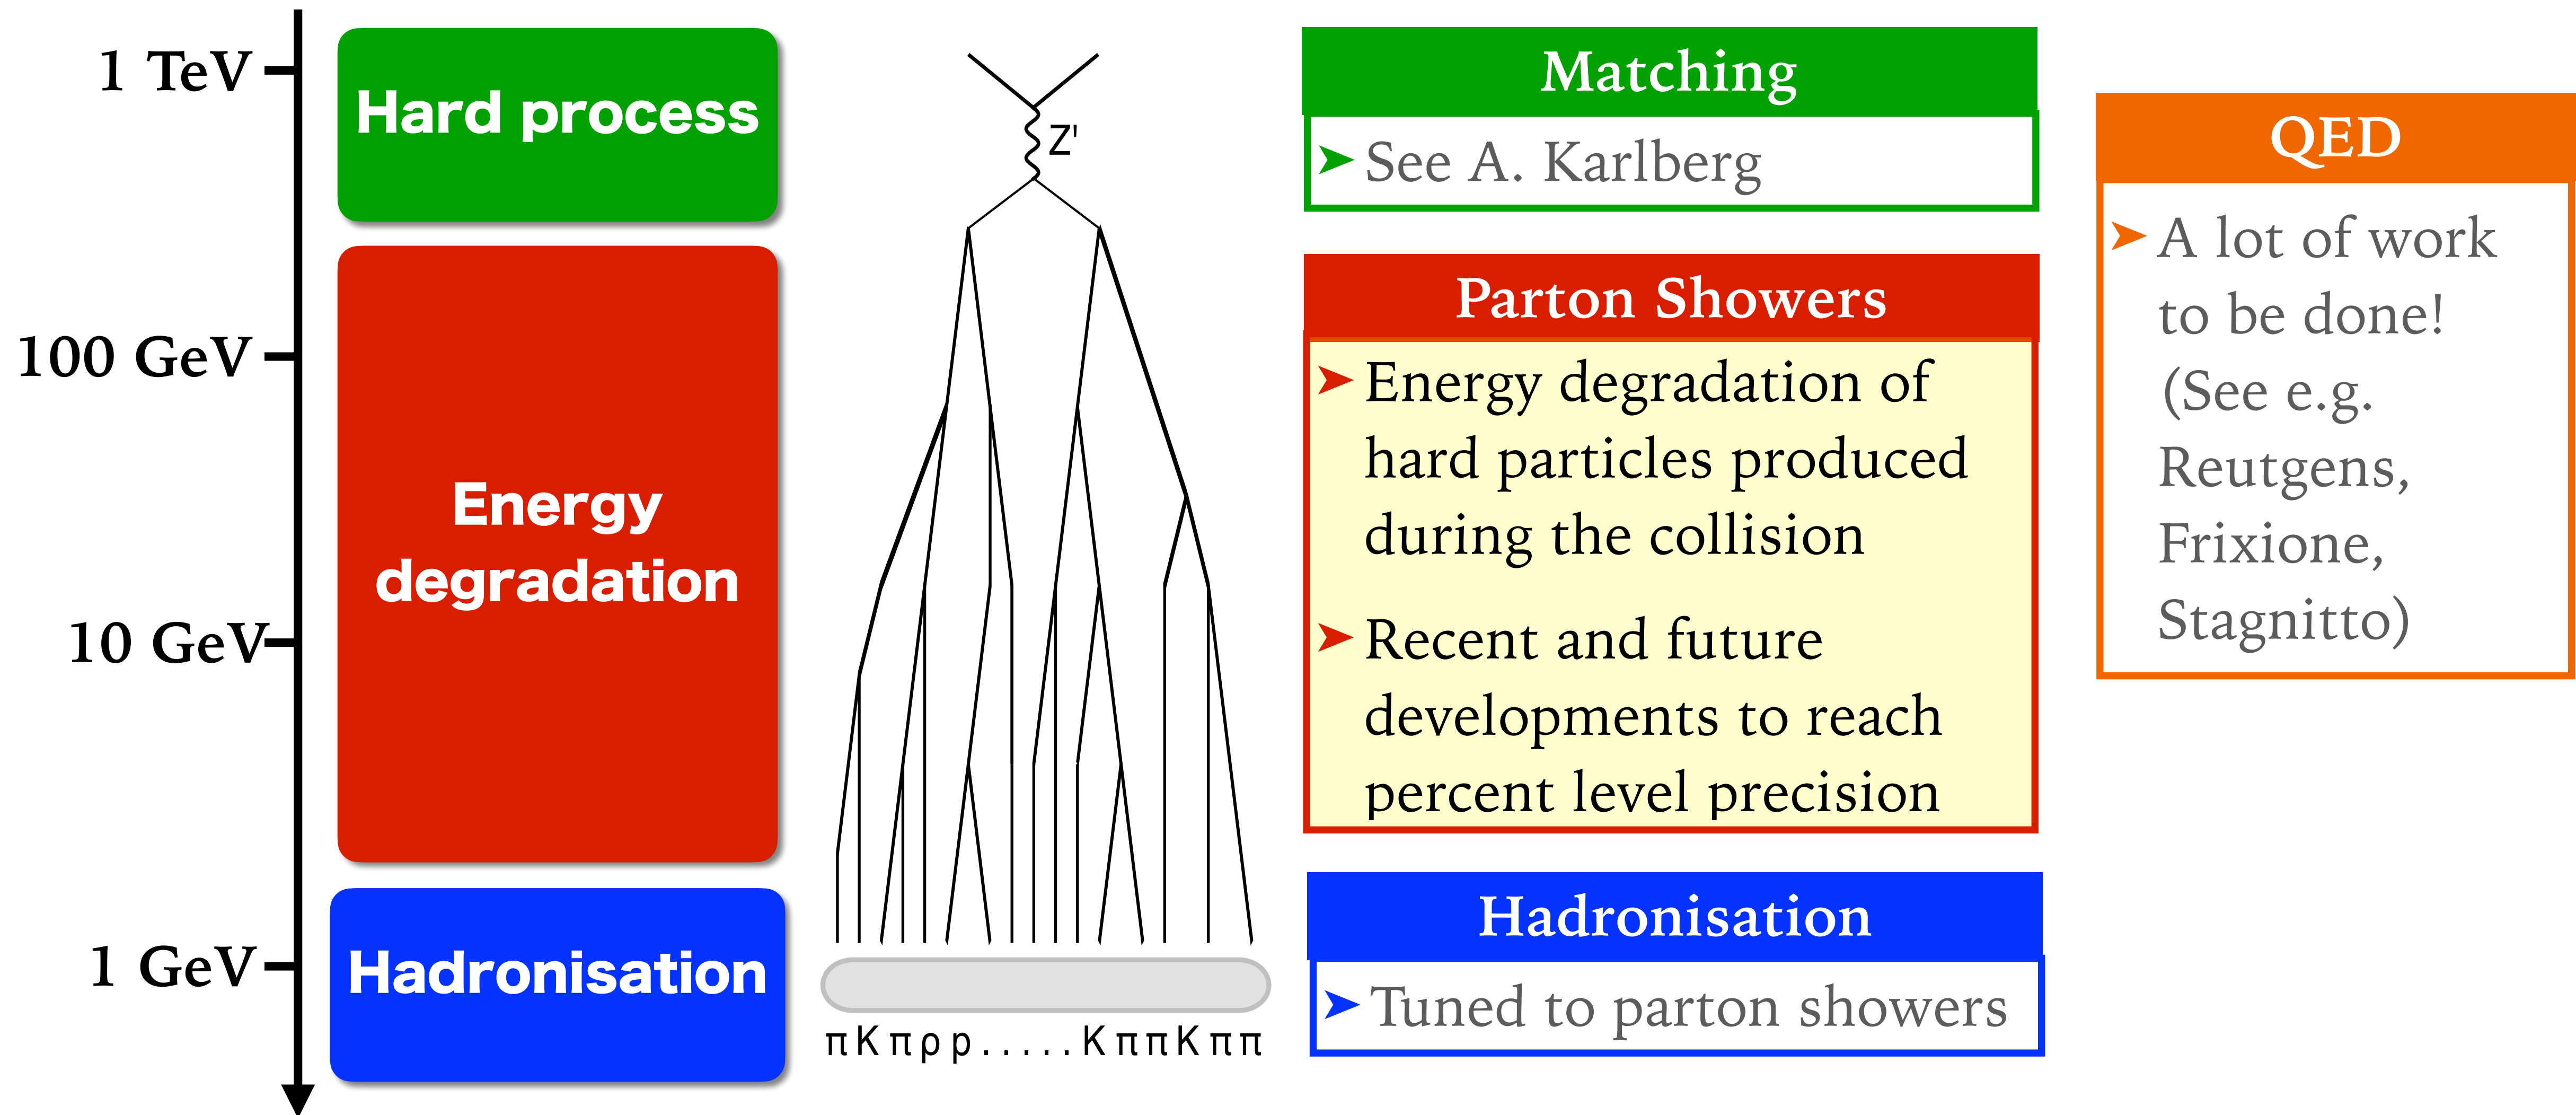 1 TeV
100 GeV
10 GeV
1 GeV
Hard process
Energy
degradation
Hadronisation
Z'
πKπρp.....KππKππ
Matching
➤ See A. Karlberg
Parton Showers
➤ Energy degradation of
hard particles produced
during the collision
➤ Recent and future
developments to reach
percent level precision
Hadronisation
➤ Tuned to parton showers
QED
➤ A lot of work
to be done!
(See e.g.
Reutgens,
Frixione,
Stagnitto)